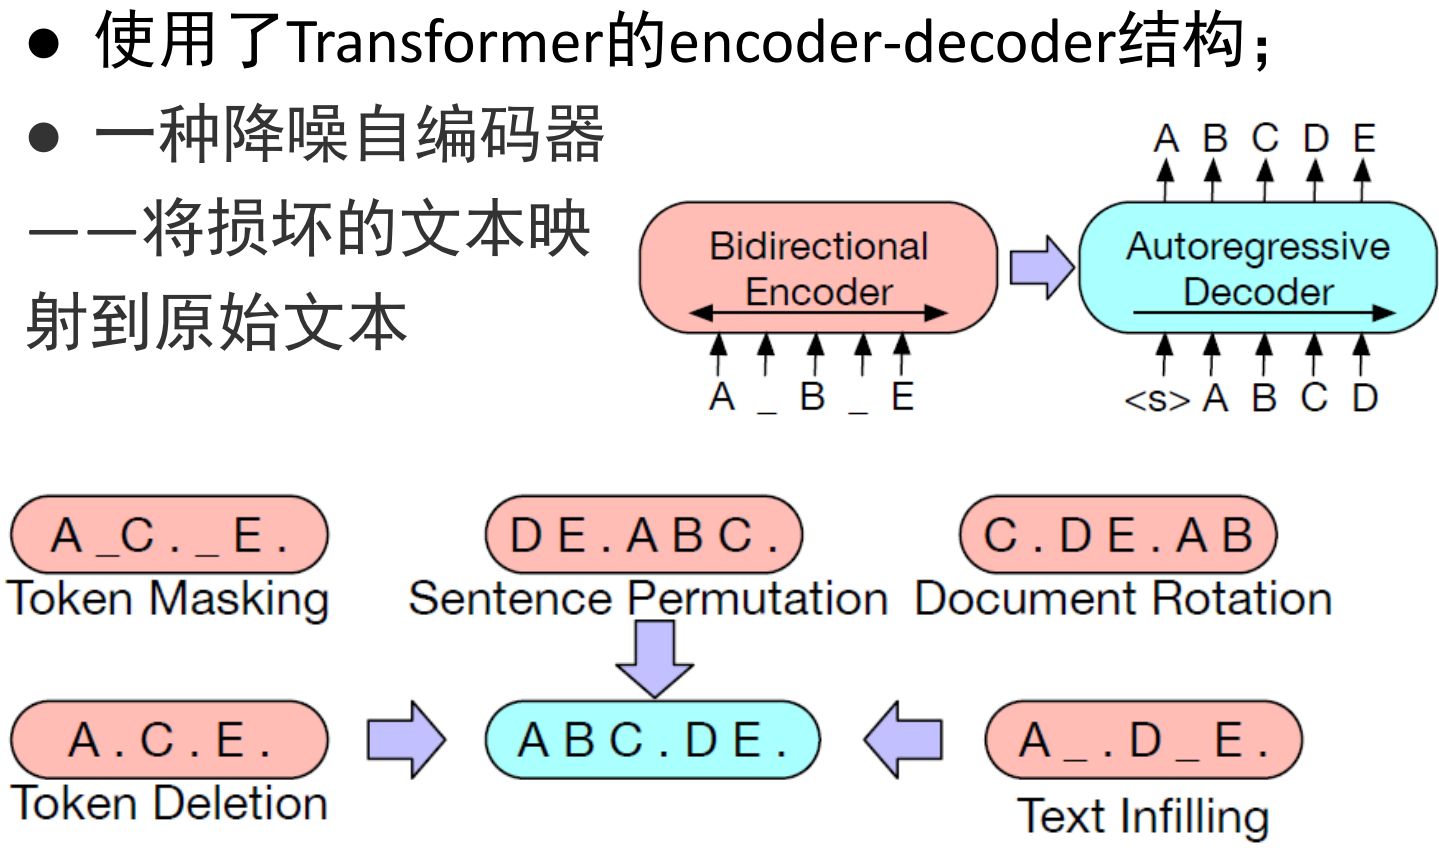 ● 使用了Transformer的encoder-decoder结构；
● 一种降噪自编码器
——将损坏的文本映
射到原始文本
A B C D E
Bidirectional
Encoder
Autoregressive
Decoder
A _ B _ E
<s> A B C D
A _C . _ E .
Token Masking
D E . A B C .
Sentence Permutation
C . D E . A B
Document Rotation
A . C . E .
Token Deletion
A B C . D E .
A _ . D _ E .
Text Infilling